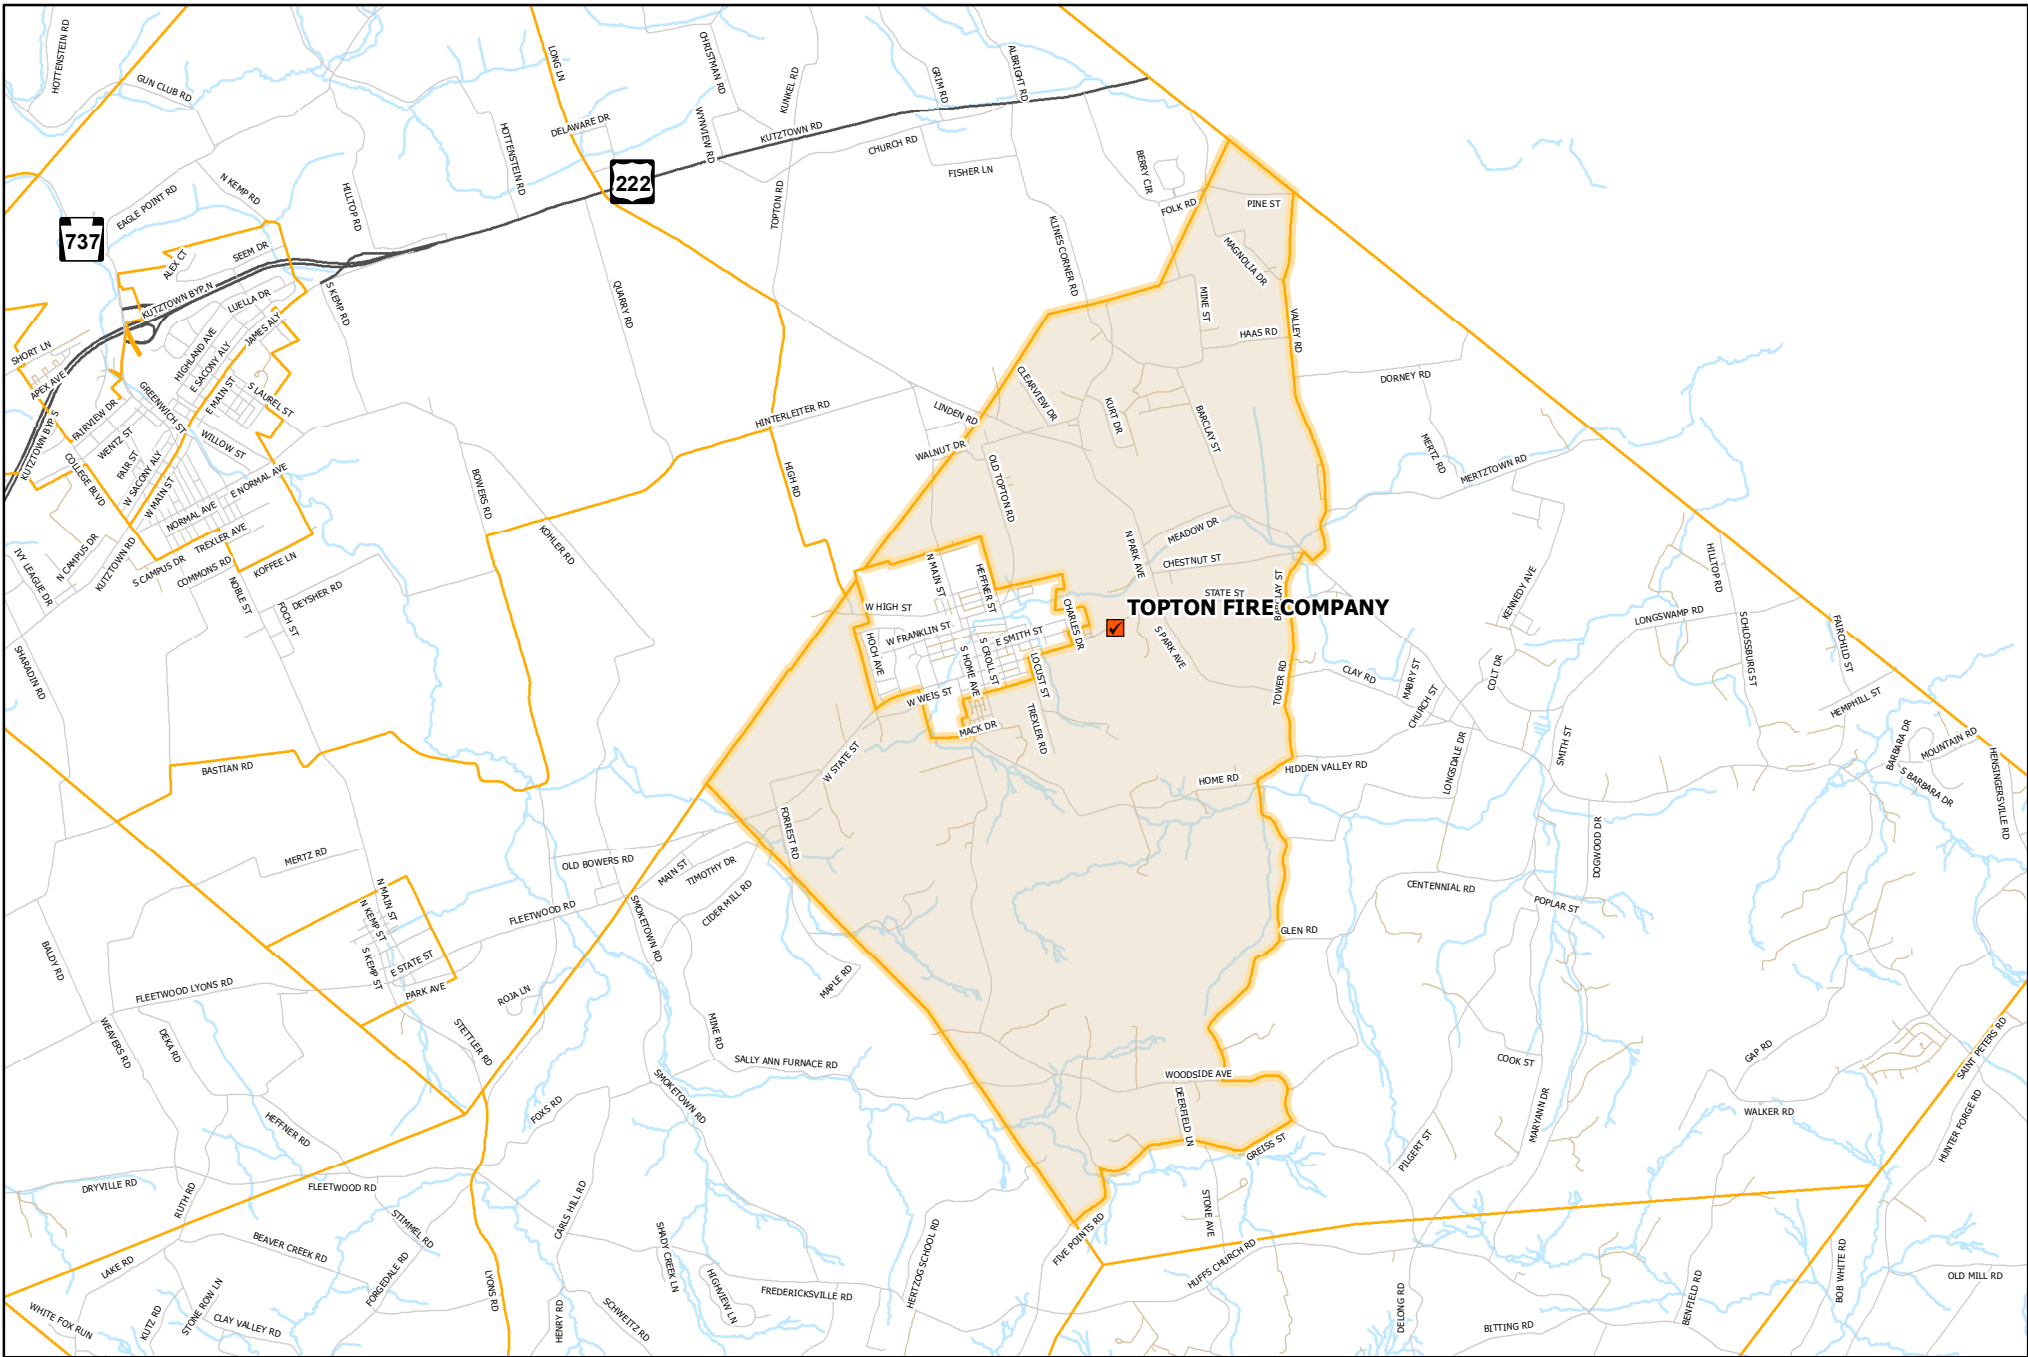 HOTTENSTEIN RD
GUN CLUB RD
LONG LN
CHRISTMAN RD
KUNKEL RD
GRIM RD
ALBRIGHT RD
DELAWARE DR
HOTTENSTEIN RD
WYNVIEW RD
KUTZTOWN RD
CHURCH RD
FISHER LN
BERRY CIR
FOLK RD
PINE ST
222
737
N KEMP RD
EAGLE POINT RD
HILLTOP RD
TOPTON RD
KLINES CORNER RD
MAGNOLIA DR
ALEX CT
SEEM DR
KUTZTOWN BYP N
LUELLA DR
S KEMP RD
QUARRY RD
MINE ST
HAAS RD
VALLEY RD
DORNEY RD
SHORT LN
APEX AVE
HIGHLAND AVE
E SACONY ALY
JAMES ALY
E MAIN ST
S LAUREL ST
GREENWICH ST
FAIRVIEW DR
WENTZ ST
FAIR ST
WILLOW ST
KUTZTOWN BYP S
COLLEGE BLVD
W SACONY ALY
W MAIN ST
NORMAL AVE
E NORMAL AVE
TREXLER AVE
HINTERLEITER RD
LINDEN RD
WALNUT DR
CLEARVIEW DR
KURT DR
BARCLAY ST
MERTZ RD
MERTZTOWN RD
HIGH RD
OLD TOPTON RD
BOWERS RD
KOHLER RD
N PARK AVE
MEADOW DR
CHESTNUT ST
STATE ST
BARCLAY ST
IVY LEAGUE DR
N CAMPUS DR
KUTZTOWN RD
S CAMPUS DR
COMMONS RD
KOFFEE LN
NOBLE ST
FOCH ST
DEYSHER RD
N MAIN ST
HEFFNER ST
W HIGH ST
W FRANKLIN ST
HOCH AVE
E SMITH ST
S CROLL ST
S HOME AVE
CHARLES DR
LOCUST ST
W WEIS ST
MACK DR
TREXLER RD
TOPTON FIRE COMPANY
S PARK AVE
TOWER RD
CLAY RD
MABRY ST
CHURCH ST
COLT DR
KENNEDY AVE
LONGSWAMP RD
HILLTOP RD
SCHLOSSBURG ST
FAIRCHILD ST
HEMPHILL ST
BARBARA DR
MOUNTAIN RD
S BARBARA DR
HENSINGERSVILLE RD
SHARADIN RD
BASTIAN RD
W STATE ST
HOME RD
HIDDEN VALLEY RD
LONGSDALE DR
SMITH ST
DOGWOOD DR
FORREST RD
MERTZ RD
OLD BOWERS RD
MAIN ST
TIMOTHY DR
CIDER MILL RD
CENTENNIAL RD
POPLAR ST
N MAIN ST
N KEMP ST
S KEMP ST
E STATE ST
PARK AVE
FLEETWOOD RD
SMOKETOWN RD
GLEN RD
BALDY RD
FLEETWOOD LYONS RD
ROJA LN
MAPLE RD
WEAVERS RD
DEKA RD
STETTLER RD
MINE RD
SALLY ANN FURNACE RD
SMOKETOWN RD
WOODSIDE AVE
DEERFIELD LN
GREISS ST
COOK ST
GAP RD
SAINT PETERS RD
HUNTER FORGE RD
WALKER RD
MARYANN DR
PILGERT ST
HEFFNER RD
FOXS RD
DRYVILLE RD
RUTH RD
FLEETWOOD RD
STIMMEL RD
BEAVER CREEK RD
LAKE RD
FORGEDALE RD
LYONS RD
CARLS HILL RD
SHADY CREEK LN
HIGHVIEW LN
FREDERICKSVILLE RD
HERTZOG SCHOOL RD
FIVE POINTS RD
STONE AVE
HUFFS CHURCH RD
DELONG RD
BITTING RD
BENFIELD RD
BOB WHITE RD
OLD MILL RD
WHITE FOX RUN
KUTZ RD
STONE ROW LN
CLAY VALLEY RD
HENRY RD
SCHWEITZ RD